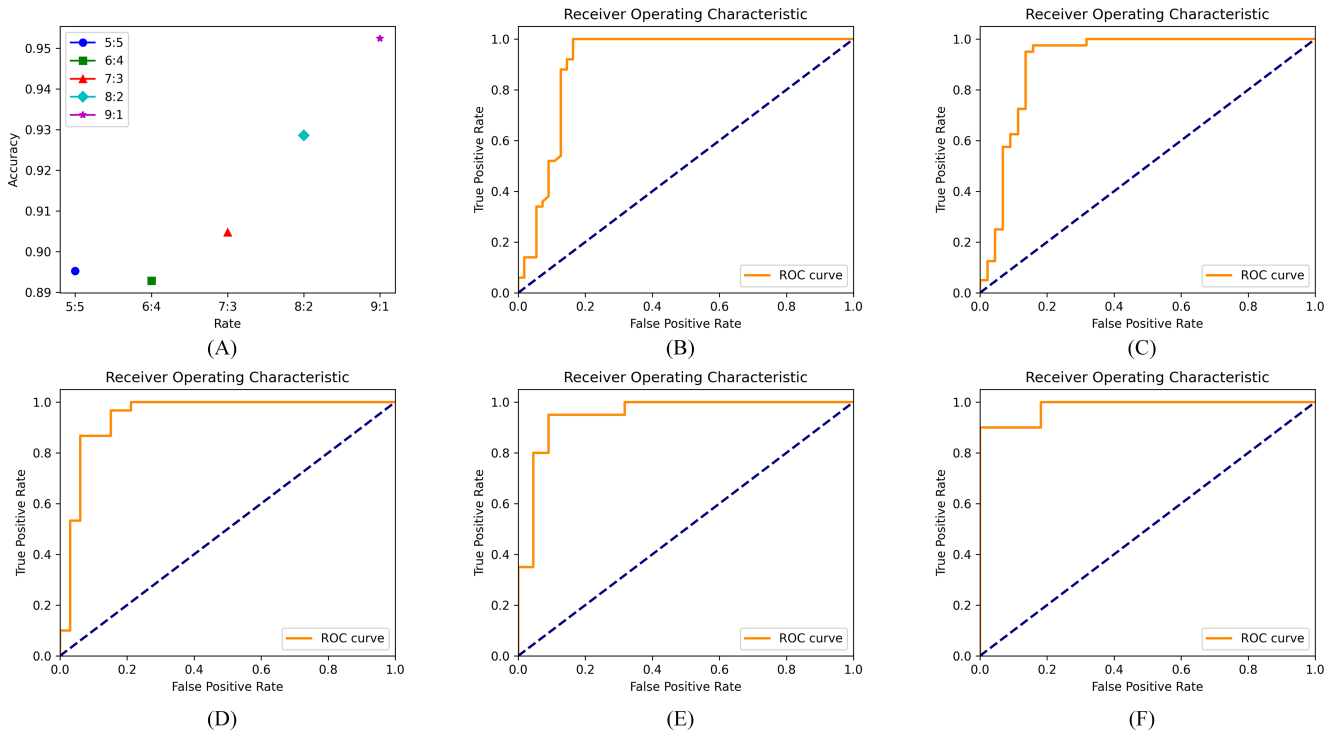 0.95
0.94
0.93
0.92
0.91
0.90
0.89
Accuracy
5:5
6:4
7:3
8:2
9:1
5:5
6:4
7:3
8:2
9:1
Rate
(A)
Receiver Operating Characteristic
1.0
0.8
0.6
0.4
0.2
0.0
True Positive Rate
ROC curve
0.0
0.2
0.4
0.6
0.8
1.0
False Positive Rate
(B)
Receiver Operating Characteristic
1.0
0.8
0.6
0.4
0.2
0.0
True Positive Rate
ROC curve
0.0
0.2
0.4
0.6
0.8
1.0
False Positive Rate
(C)
Receiver Operating Characteristic
1.0
0.8
0.6
0.4
0.2
0.0
True Positive Rate
ROC curve
0.0
0.2
0.4
0.6
0.8
1.0
False Positive Rate
(D)
Receiver Operating Characteristic
1.0
0.8
0.6
0.4
0.2
0.0
True Positive Rate
ROC curve
0.0
0.2
0.4
0.6
0.8
1.0
False Positive Rate
(E)
Receiver Operating Characteristic
1.0
0.8
0.6
0.4
0.2
0.0
True Positive Rate
ROC curve
0.0
0.2
0.4
0.6
0.8
1.0
False Positive Rate
(F)